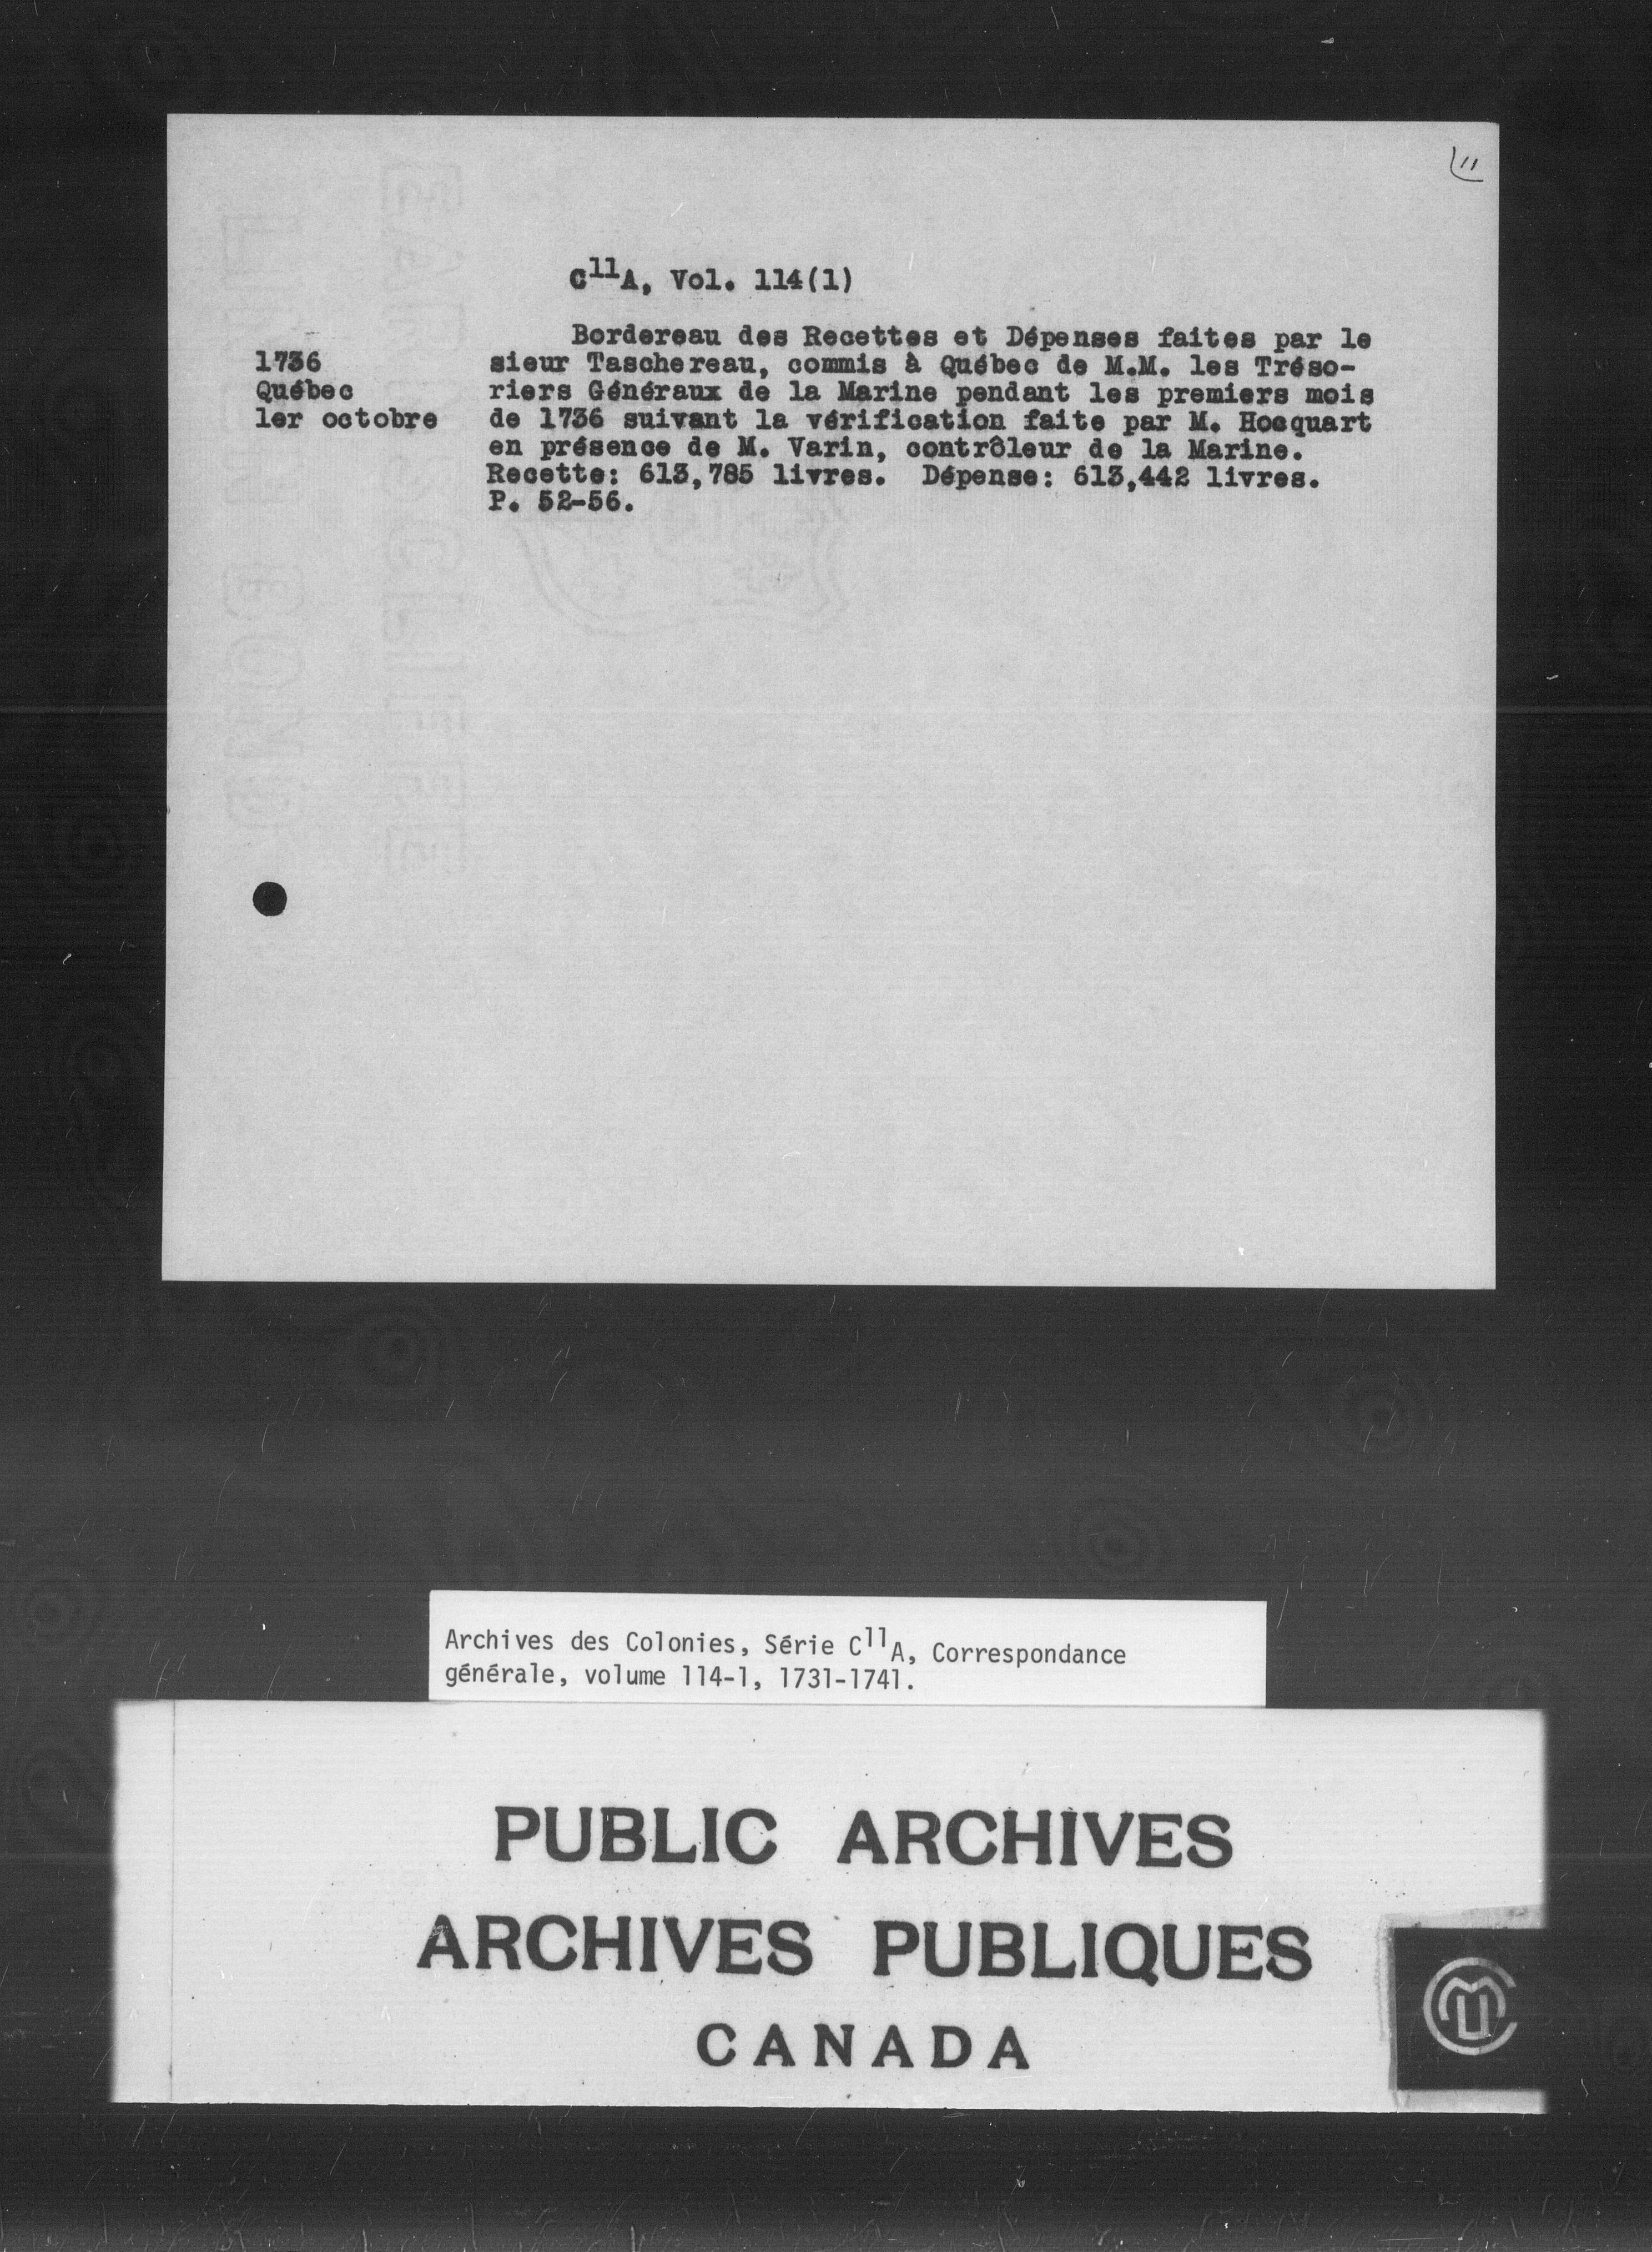 11
C11A, Vol. 114(1)
1736
Québec
1er octobre
Bordereau des Recettes et Dépenses faites par le
sieur Taschereau, commis à Québec de M.M. les Tréso-
riers Généraux de la Marine pendant les premiers mois
de 1736 suivant la vérification faite par M. Hocquart
en présence de M. Varin, contrôleur de la Marine.
Recette: 613,785 livres. Dépense: 613,442 livres.
P. 52-56.
Archives des Colonies, Série C11A, Correspondance
générale, volume 114-1, 1731-1741.
PUBLIC ARCHIVES
ARCHIVES PUBLIQUES
CANADA